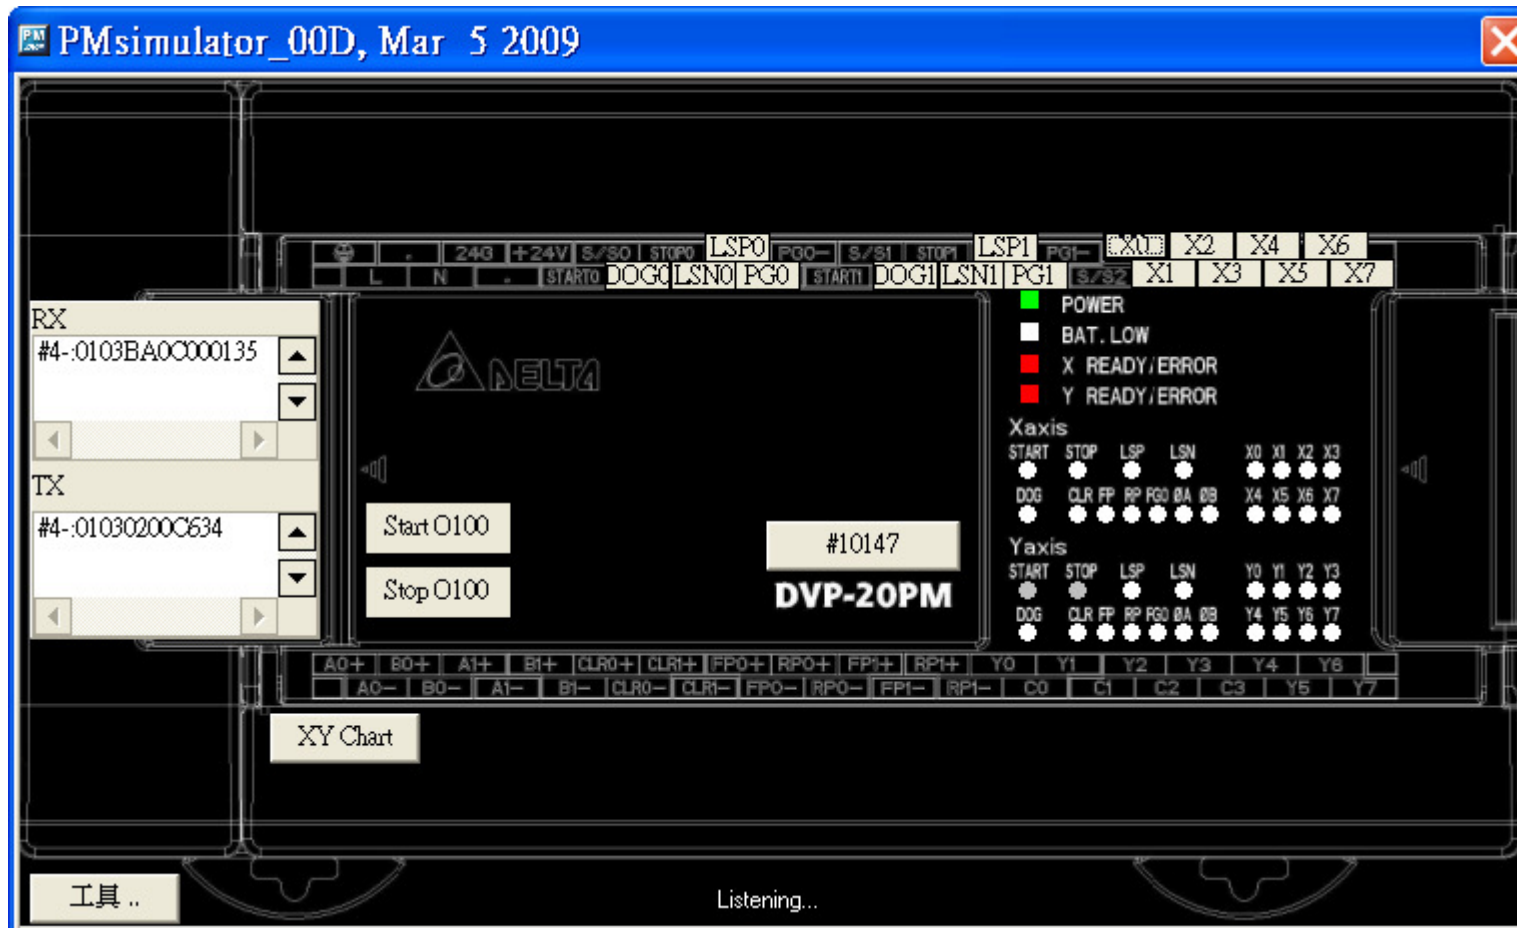 PMsimulator_00D, Mar 5 2009
. 24G +24V S/S0 STOP0 LSP0 PG0- S/S1 STOP1 LSP1 PG1- X0 X2 X4 X6
L N . START0 DOG0 LSN0 PG0 START1 DOG1 LSN1 PG1 S/S2 X1 X3 X5 X7
RX
#4-:0103BA0C000135
TX
#4-:01030200C634
DELTA
Start O100
Stop O100
#10147
DVP-20PM
POWER
BAT.LOW
X READY/ERROR
Y READY/ERROR
Xaxis
START STOP LSP LSN X0 X1 X2 X3
DOG CLR FP RP PG0 ØA ØB X4 X5 X6 X7
Yaxis
START STOP LSP LSN Y0 Y1 Y2 Y3
DOG CLR FP RP PG0 ØA ØB Y4 Y5 Y6 Y7
A0+ B0+ A1+ B1+ CLR0+ CLR1+ FP0+ RP0+ FP1+ RP1+ Y0 Y1 Y2 Y3 Y4 Y6
A0- B0- A1- B1- CLR0- CLR1- FP0- RP0- FP1- RP1- C0 C1 C2 C3 Y5 Y7
XY Chart
工具 ..
Listening...